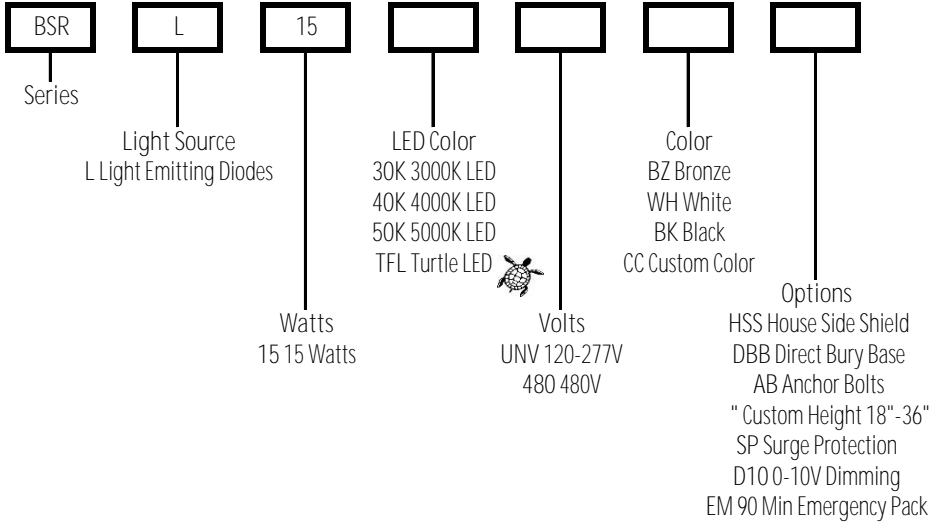 BSR
L
15
Series
Light Source
L Light Emitting Diodes
Watts
15 15 Watts
LED Color
30K 3000K LED
40K 4000K LED
50K 5000K LED
TFL Turtle LED
Volts
UNV 120-277V
480 480V
Color
BZ Bronze
WH White
BK Black
CC Custom Color
Options
HSS House Side Shield
DBB Direct Bury Base
AB Anchor Bolts
" Custom Height 18"-36"
SP Surge Protection
D10 0-10V Dimming
EM 90 Min Emergency Pack